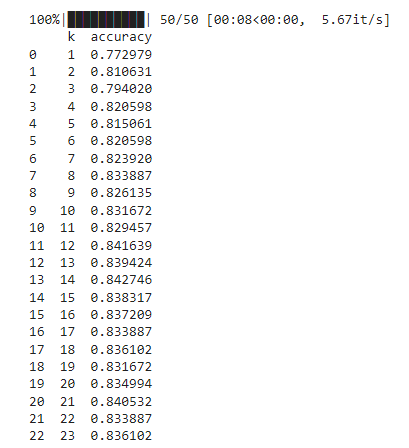 100%|██████████| 50/50 [00:08<00:00, 5.67it/s]
k accuracy
0 1 0.772979
1 2 0.810631
2 3 0.794020
3 4 0.820598
4 5 0.815061
5 6 0.820598
6 7 0.823920
7 8 0.833887
8 9 0.826135
9 10 0.831672
10 11 0.829457
11 12 0.841639
12 13 0.839424
13 14 0.842746
14 15 0.838317
15 16 0.837209
16 17 0.833887
17 18 0.836102
18 19 0.831672
19 20 0.834994
20 21 0.840532
21 22 0.833887
22 23 0.836102